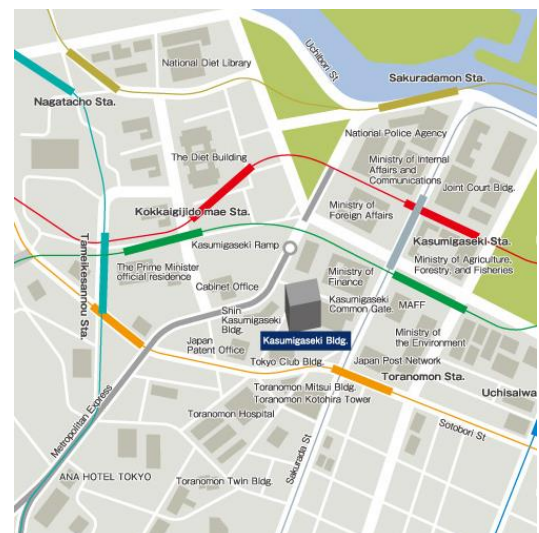 National Diet Library
Uchibori St
Sakuradamon Sta.
Nagatacho Sta.
National Police Agency
The Diet Building
Ministry of Internal
Affairs and
Communications
Joint Court Bldg.
Kokkaigijido mae Sta.
Ministry of
Foreign Affairs
Kasumigaseki Sta.
Kasumigaseki Ramp
Ministry of Agriculture,
Forestry, and Fisheries
The Prime Minister
official residence
Ministry of
Finance
Cabinet Office
Tameikesannou Sta.
Kasumigaseki
Common Gate.
MAFF
Shin
Kasumigaseki
Bldg.
Japan
Patent Office
Kasumigaseki Bldg.
Ministry of
the Environment
Tokyo Club Bldg.
Japan Post Network
Toranomon Sta.
Toranomon Mitsui Bldg.
Toranomon Kotohira Tower
Uchisaiwa
Toranomon Hospital
Metropolitan Express
Sotobori St
Sakurada St
ANA HOTEL TOKYO
Toranomon Twin Bldg.